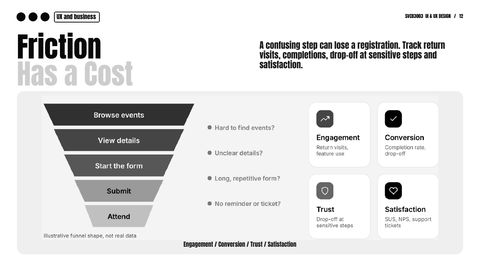 UX and business
SVCK3063 UI & UX DESIGN / 12
Friction
Has a Cost
A confusing step can lose a registration. Track return
visits, completions, drop-off at sensitive steps and
satisfaction.
Browse events
View details
Start the form
Submit
Attend
Hard to find events?
Unclear details?
Long, repetitive form?
No reminder or ticket?
Engagement
Return visits,
feature use
Conversion
Completion rate,
drop-off
Trust
Drop-off at
sensitive steps
Satisfaction
SUS, NPS, support
tickets
Illustrative funnel shape, not real data
Engagement / Conversion / Trust / Satisfaction